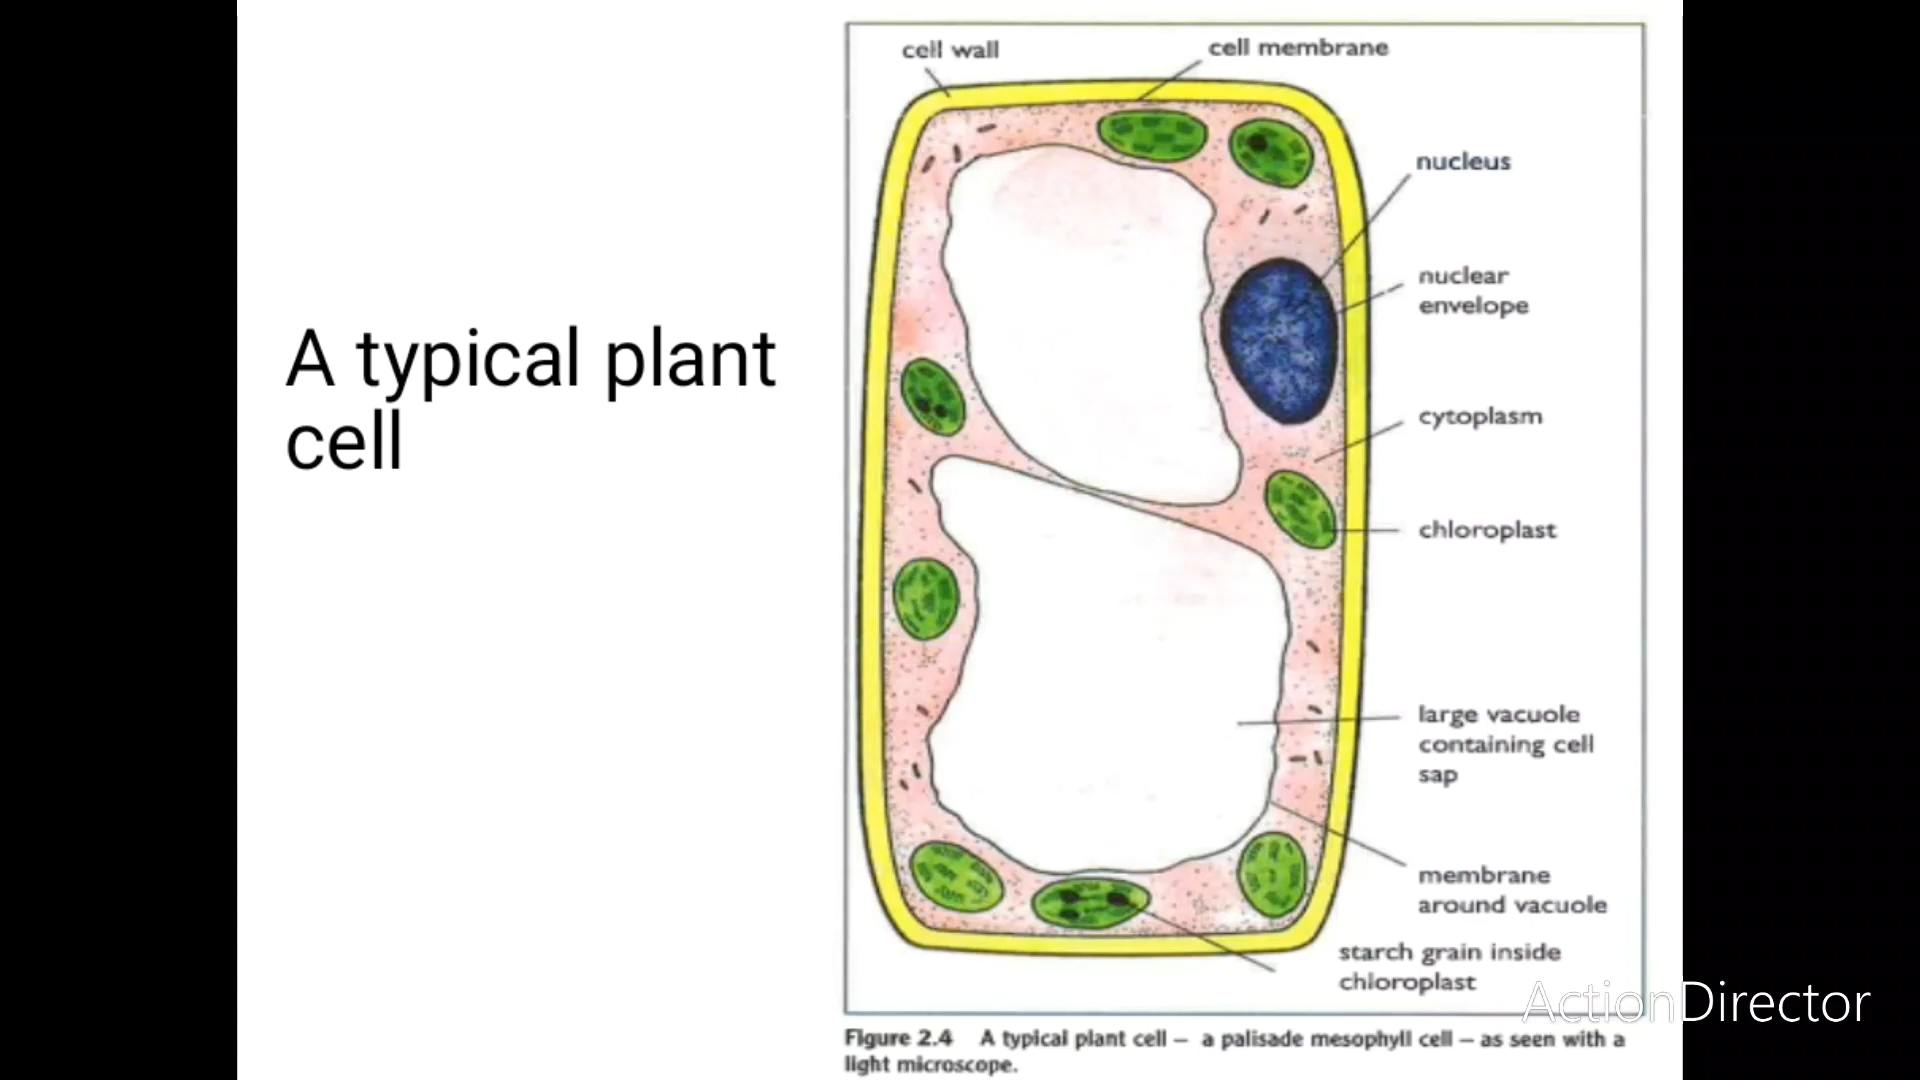 A typical plant
cell
cell wall
cell membrane
nucleus
nuclear
envelope
cytoplasm
chloroplast
large vacuole
containing cell
sap
membrane
around vacuole
starch grain inside
chloroplast
ActionDirector
Figure 2.4 A typical plant cell – a palisade mesophyll cell – as seen with a
light microscope.